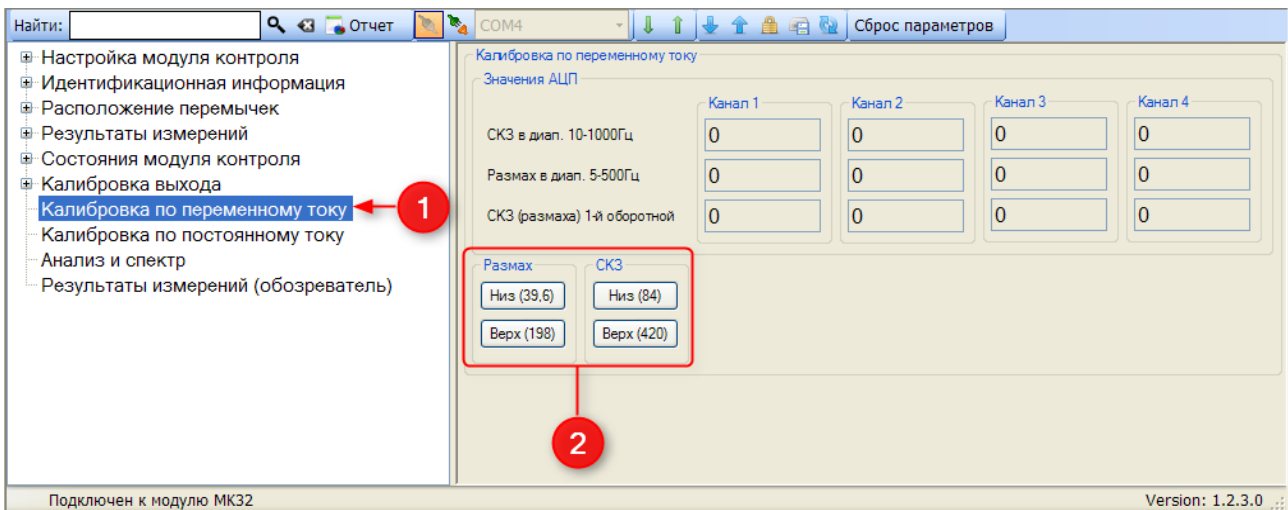 Найти: Отчет COM4 Сброс параметров
Настройка модуля контроля
Идентификационная информация
Расположение перемычек
Результаты измерений
Состояния модуля контроля
Калибровка выхода
Калибровка по переменному току
Калибровка по постоянному току
Анализ и спектр
Результаты измерений (обозреватель)
1
Калибровка по переменному току
Значения АЦП
Канал 1 Канал 2 Канал 3 Канал 4
СКЗ в диап. 10-1000Гц 0 0 0 0
Размах в диап. 5-500Гц 0 0 0 0
СКЗ (размаха) 1-й оборотной 0 0 0 0
Размах СКЗ
Низ (39,6) Низ (84)
Верх (198) Верх (420)
2
Подключен к модулю МК32 Version: 1.2.3.0